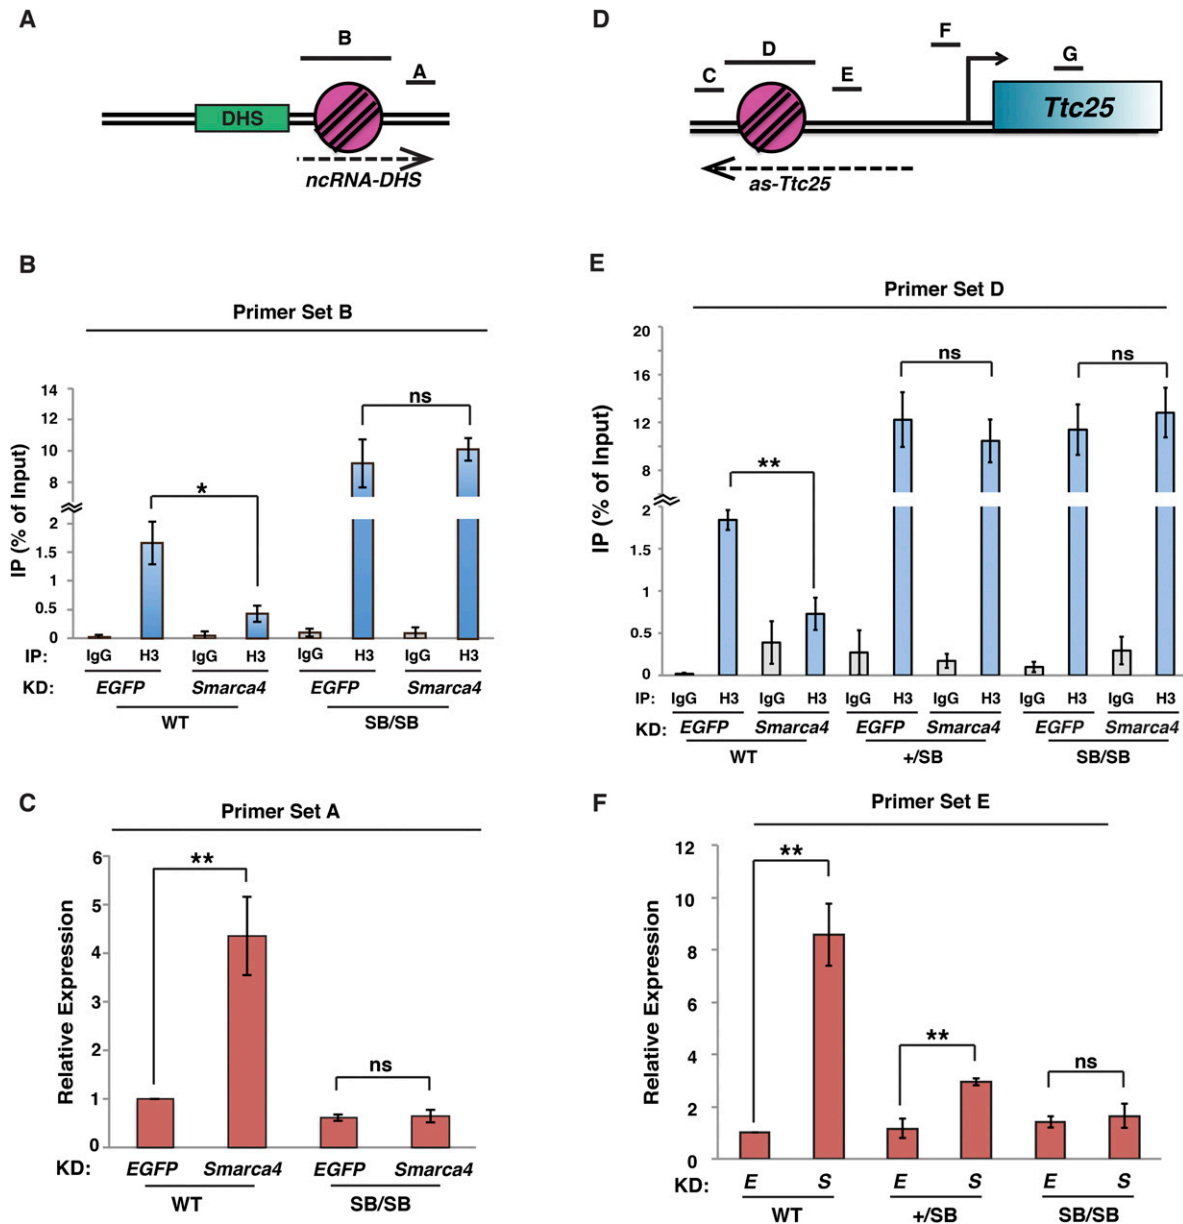 A
B
A
DHS
ncRNA-DHS
B
Primer Set B
IP (% of Input)
14
12
10
8
2
1.5
1
0.5
0
*
ns
IP: IgG H3 IgG H3 IgG H3 IgG H3
KD: EGFP Smarca4 EGFP Smarca4
WT SB/SB
C
Primer Set A
Relative Expression
6
5
4
3
2
1
0
**
ns
KD: EGFP Smarca4 EGFP Smarca4
WT SB/SB
D
F
D
G
C
E
Ttc25
as-Ttc25
E
Primer Set D
IP (% of Input)
20
16
12
8
2
1.5
1
0.5
0
**
ns
ns
IP: IgG H3 IgG H3 IgG H3 IgG H3 IgG H3 IgG H3
KD: EGFP Smarca4 EGFP Smarca4 EGFP Smarca4
WT +/SB SB/SB
F
Primer Set E
Relative Expression
12
10
8
6
4
2
0
**
**
ns
KD: E S E S E S
WT +/SB SB/SB